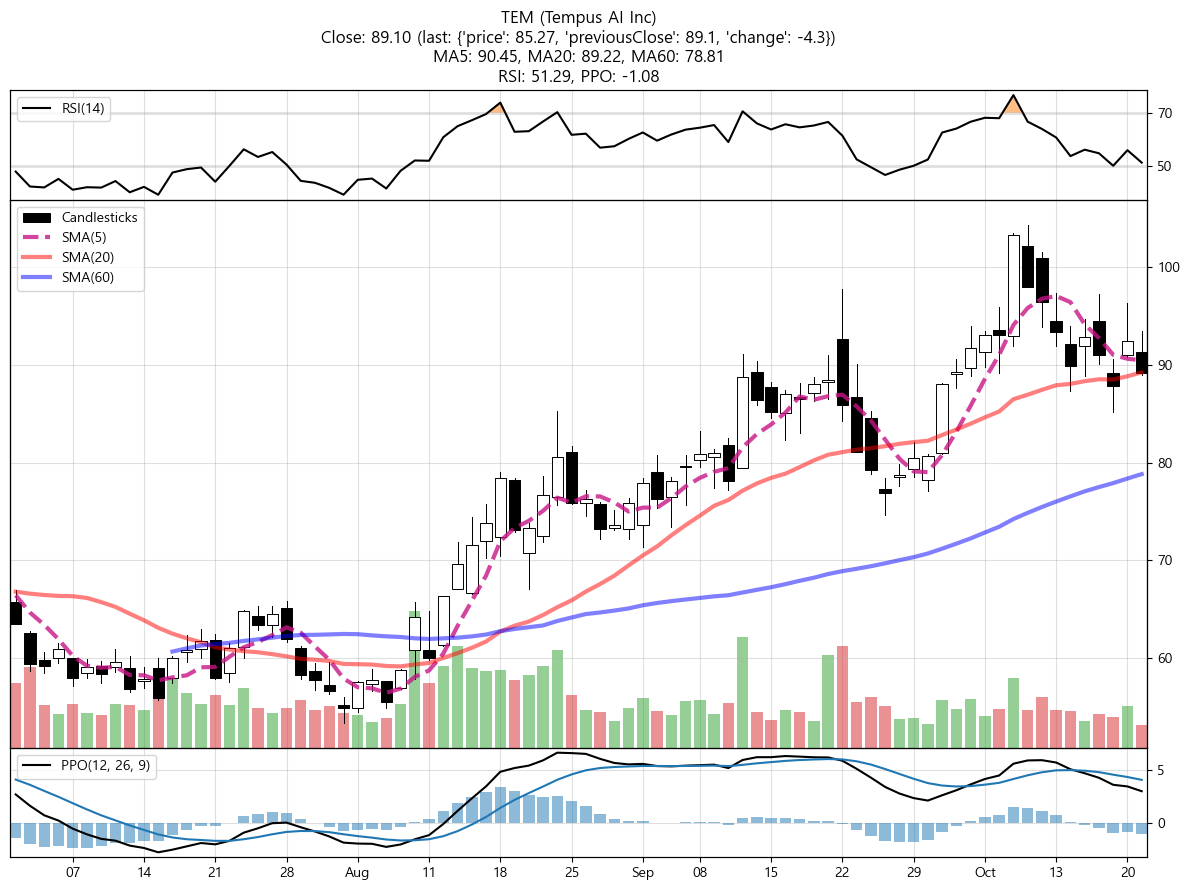 TEM (Tempus AI Inc)
Close: 89.10 (last: {'price': 85.27, 'previousClose': 89.1, 'change': -4.3})
MA5: 90.45, MA20: 89.22, MA60: 78.81
RSI: 51.29, PPO: -1.08
RSI(14)
70
50
Candlesticks
SMA(5)
SMA(20)
SMA(60)
100
90
80
70
60
PPO(12, 26, 9)
5
0
07 14 21 28 Aug 11 18 25 Sep 08 15 22 29 Oct 13 20